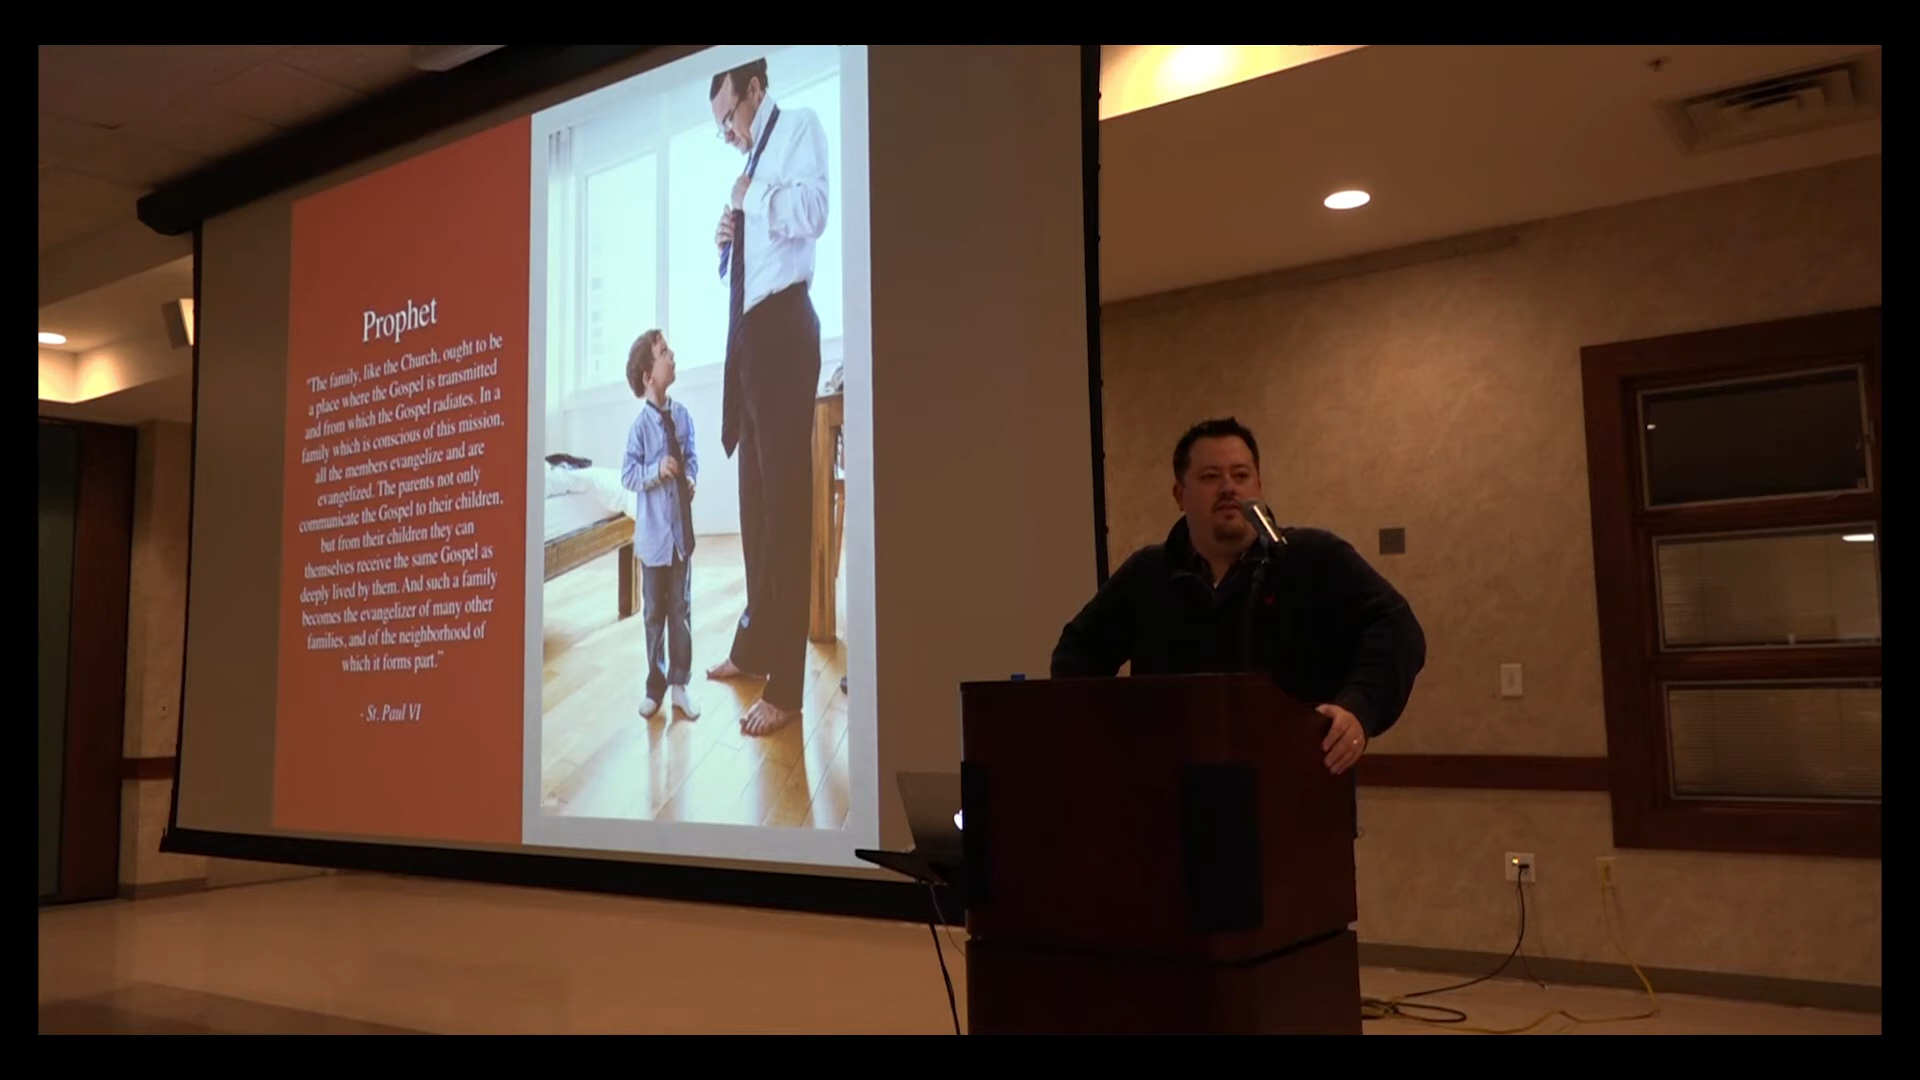 Prophet
"The family, like the Church, ought to be
a place where the Gospel is transmitted
and from which the Gospel radiates. In a
family which is conscious of this mission,
all the members evangelize and are
evangelized. The parents not only
communicate the Gospel to their children,
but from their children they can
themselves receive the same Gospel as
deeply lived by them. And such a family
becomes the evangelizer of many other
families, and of the neighborhood of
which it forms part."
- St. Paul VI